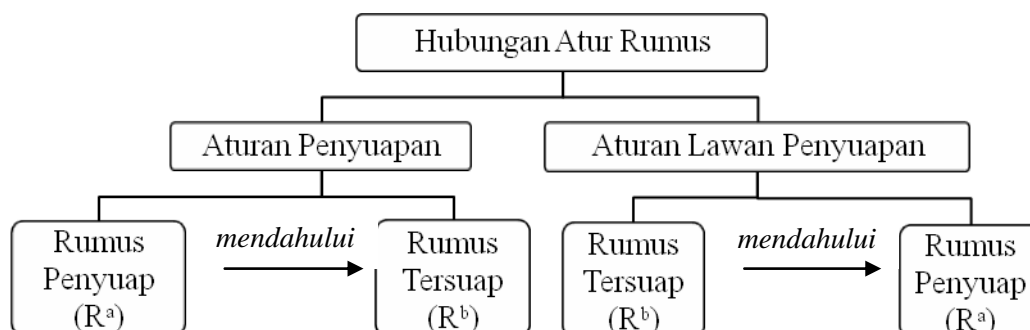 Hubungan Atur Rumus
Aturan Penyuapan
Aturan Lawan Penyuapan
Rumus
Penyuap
(Rᵃ)
mendahului
Rumus
Tersuap
(Rᵇ)
Rumus
Tersuap
(Rᵇ)
mendahului
Rumus
Penyuap
(Rᵃ)